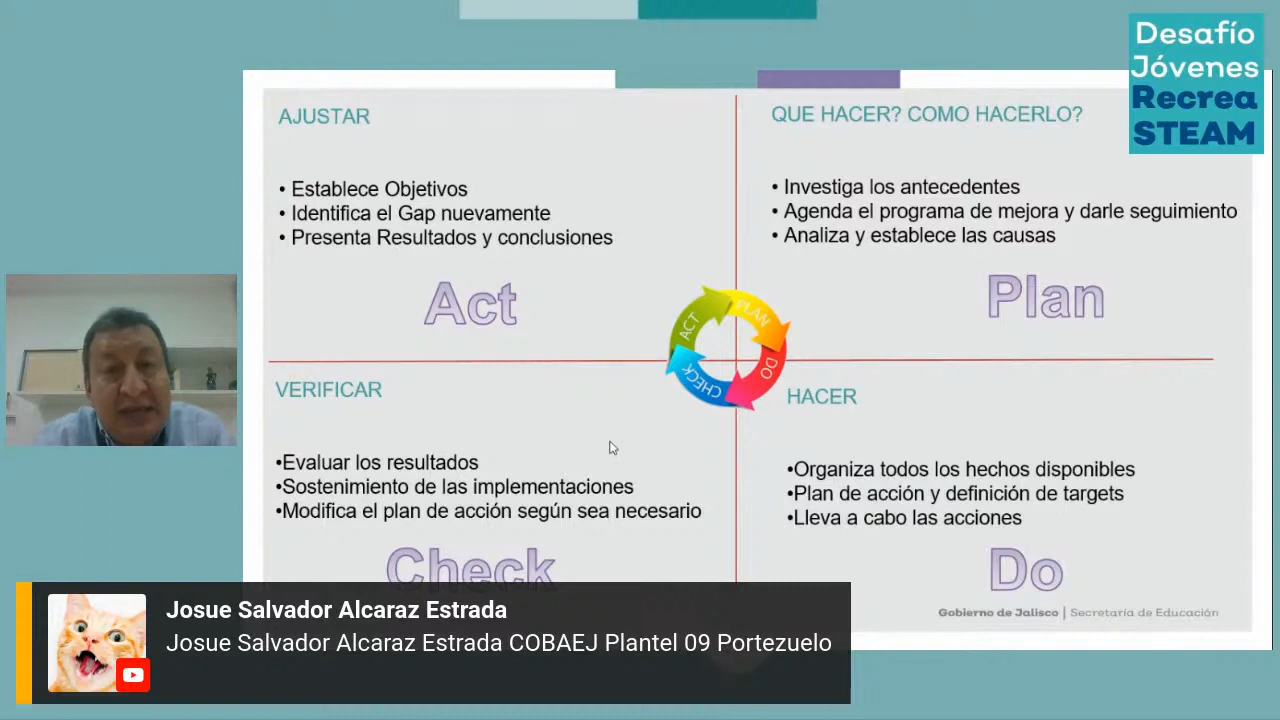 Desafío
Jóvenes
Recrea
STEAM
AJUSTAR
• Establece Objetivos
• Identifica el Gap nuevamente
• Presenta Resultados y conclusiones
Act
QUE HACER? COMO HACERLO?
• Investiga los antecedentes
• Agenda el programa de mejora y darle seguimiento
• Analiza y establece las causas
Plan
ACT
PLAN
DO
CHECK
VERIFICAR
•Evaluar los resultados
•Sostenimiento de las implementaciones
•Modifica el plan de acción según sea necesario
Check
HACER
•Organiza todos los hechos disponibles
•Plan de acción y definición de targets
•Lleva a cabo las acciones
Do
Gobierno de Jalisco | Secretaría de Educación
Josue Salvador Alcaraz Estrada
Josue Salvador Alcaraz Estrada COBAEJ Plantel 09 Portezuelo